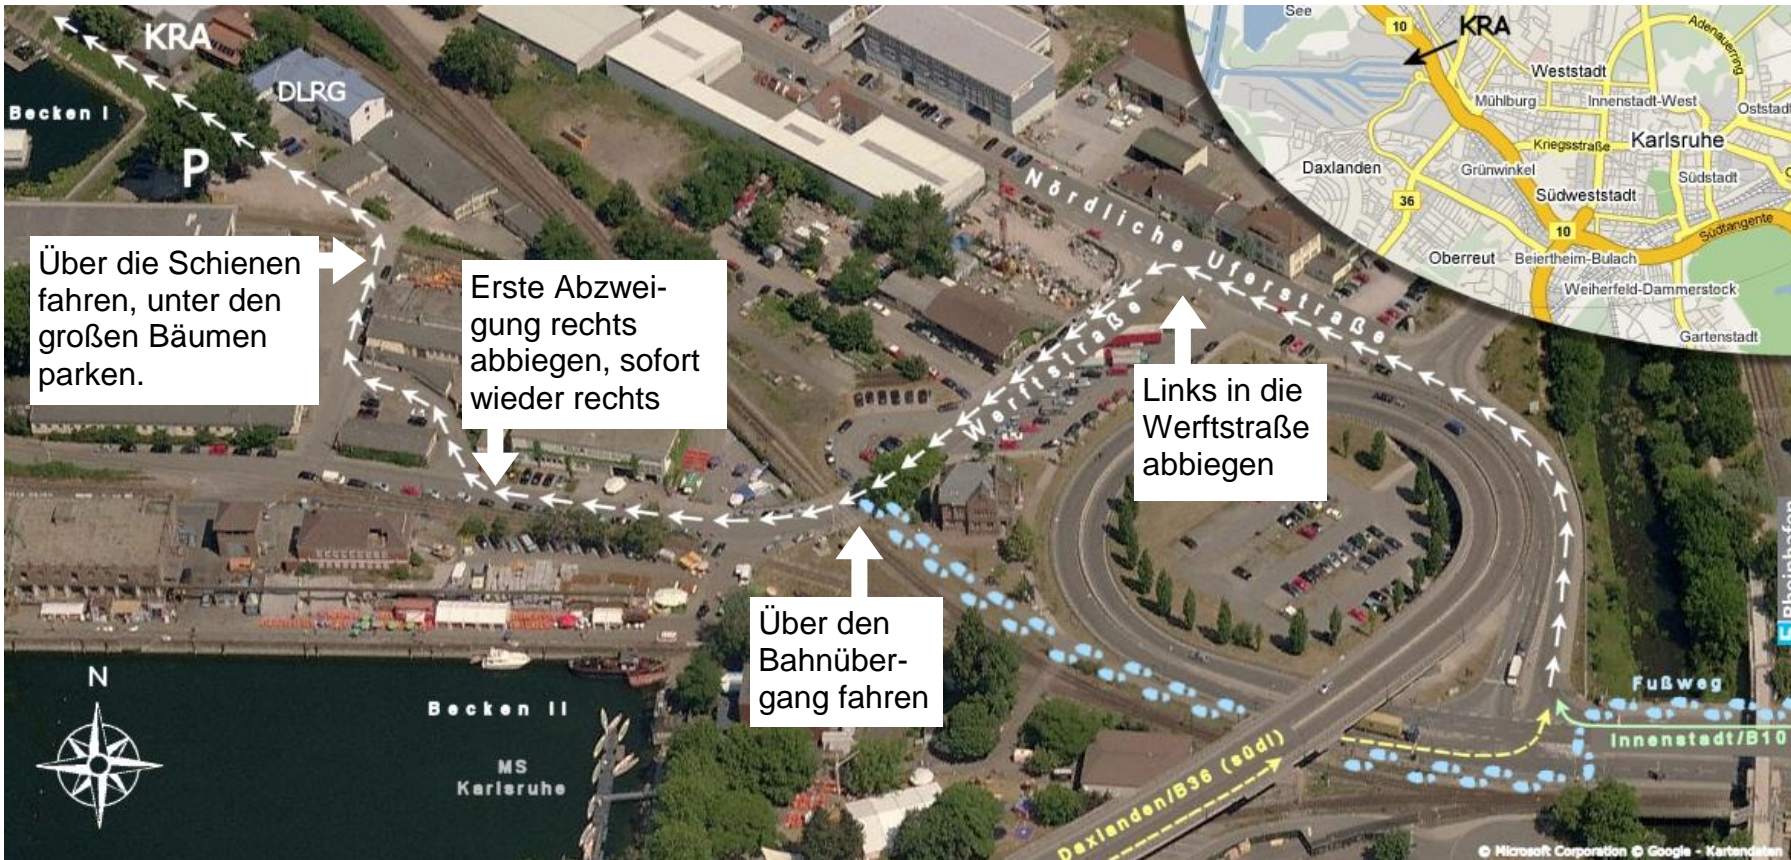 KRA
DLRG
Becken I
P
Über die Schienen
fahren, unter den
großen Bäumen
parken.
Erste Abzwei-
gung rechts
abbiegen, sofort
wieder rechts
Nördliche Uferstraße
Werftstraße
Links in die
Werftstraße
abbiegen
Über den
Bahnüber-
gang fahren
N
Becken II
MS
Karlsruhe
Daxlanden/B36 (südl)
Fußweg
Innenstadt/B10
Rheinhafen
See
10
KRA
Adenauerring
Weststadt
Mühlburg
Innenstadt-West
Oststadt
Karlsruhe
Kriegsstraße
Daxlanden
Grünwinkel
Südstadt
36
Südweststadt
10
Südtangente
Oberreut
Beiertheim-Bulach
Weiherfeld-Dammerstock
Gartenstadt
© Microsoft Corporation © Google - Kartendaten